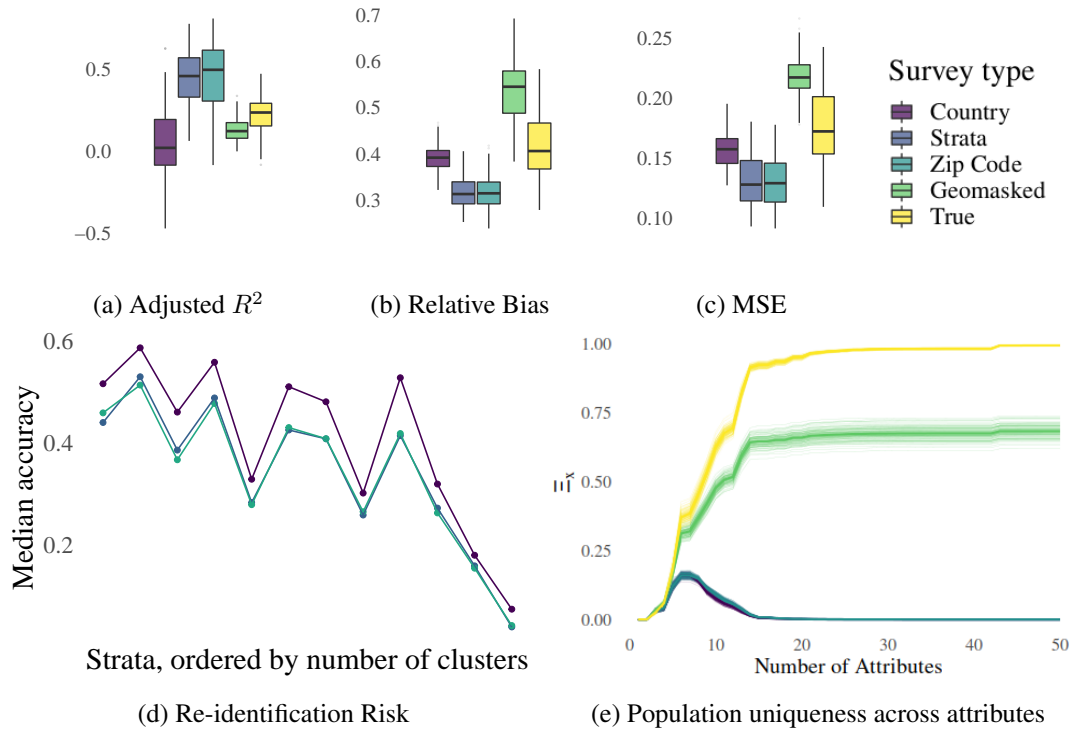 0.5
0.0
−0.5
(a) Adjusted R²
0.7
0.6
0.5
0.4
0.3
(b) Relative Bias
0.25
0.20
0.15
0.10
(c) MSE
Survey type
Country
Strata
Zip Code
Geomasked
True
0.6
0.4
0.2
Median accuracy
Strata, ordered by number of clusters
(d) Re-identification Risk
1.00
0.75
0.50
0.25
0.00
Ξx
0 10 20 30 40 50
Number of Attributes
(e) Population uniqueness across attributes